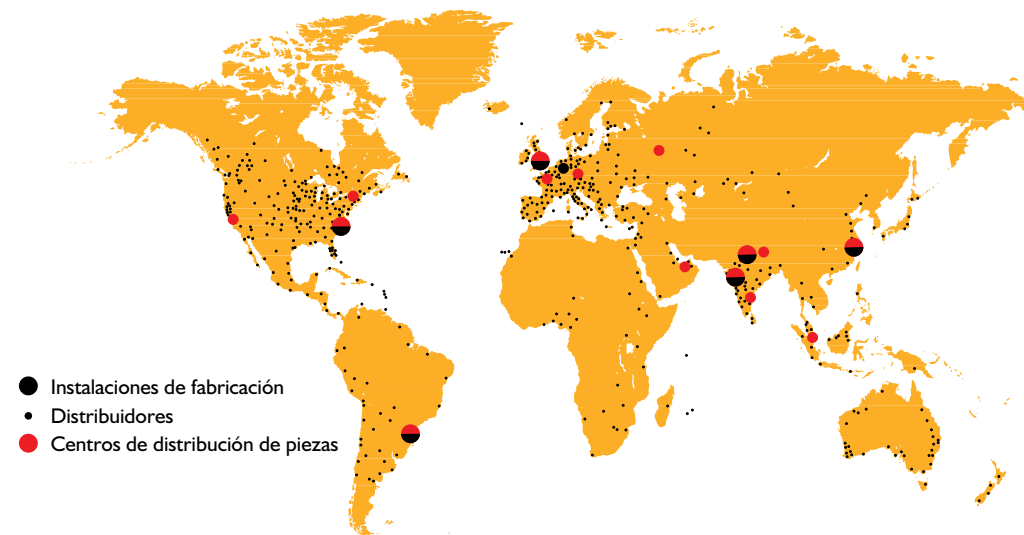 Instalaciones de fabricación
Distribuidores
Centros de distribución de piezas